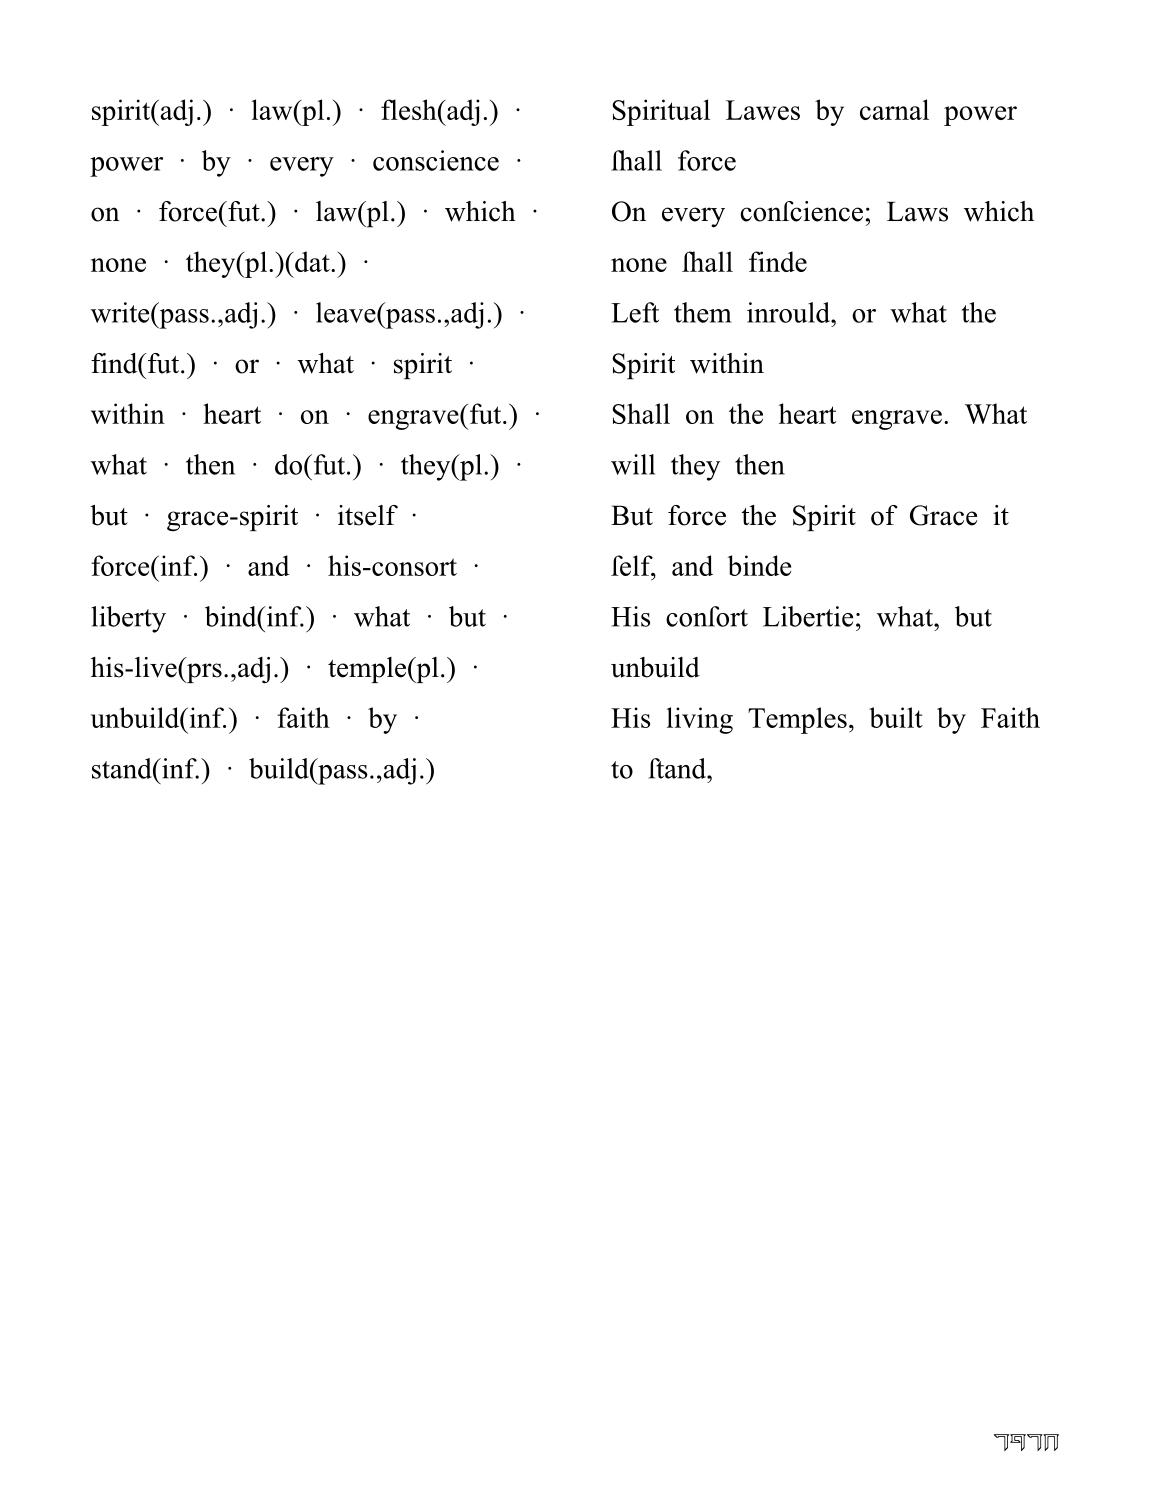 spirit(adj.) · law(pl.) · flesh(adj.) ·
power · by · every · conscience ·
on · force(fut.) · law(pl.) · which ·
none · they(pl.)(dat.) ·
write(pass.,adj.) · leave(pass.,adj.) ·
find(fut.) · or · what · spirit ·
within · heart · on · engrave(fut.) ·
what · then · do(fut.) · they(pl.) ·
but · grace-spirit · itself ·
force(inf.) · and · his-consort ·
liberty · bind(inf.) · what · but ·
his-live(prs.,adj.) · temple(pl.) ·
unbuild(inf.) · faith · by ·
stand(inf.) · build(pass.,adj.)
Spiritual Lawes by carnal power
ſhall force
On every conſcience; Laws which
none ſhall finde
Left them inrould, or what the
Spirit within
Shall on the heart engrave. What
will they then
But force the Spirit of Grace it
ſelf, and binde
His conſort Libertie; what, but
unbuild
His living Temples, built by Faith
to ſtand,